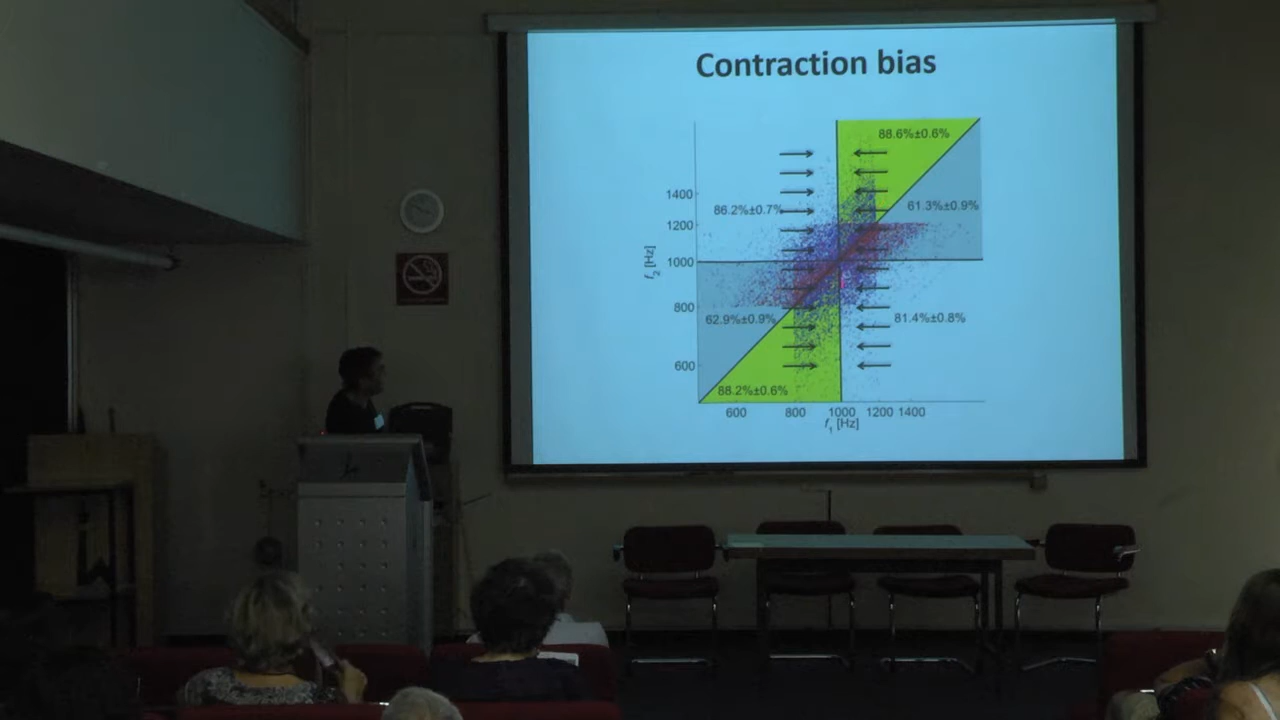 Contraction bias
88.6%±0.6%
1400
86.2%±0.7%
61.3%±0.9%
1200
f2 [Hz]
1000
800
62.9%±0.9%
81.4%±0.8%
600
88.2%±0.6%
600 800 1000 1200 1400
f1 [Hz]